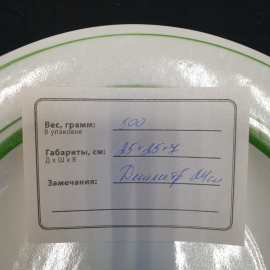 Вес, грамм: 500
В упаковке
Габариты, см: 25×25×7
Д х Ш х В
Замечания: Диаметр 24см